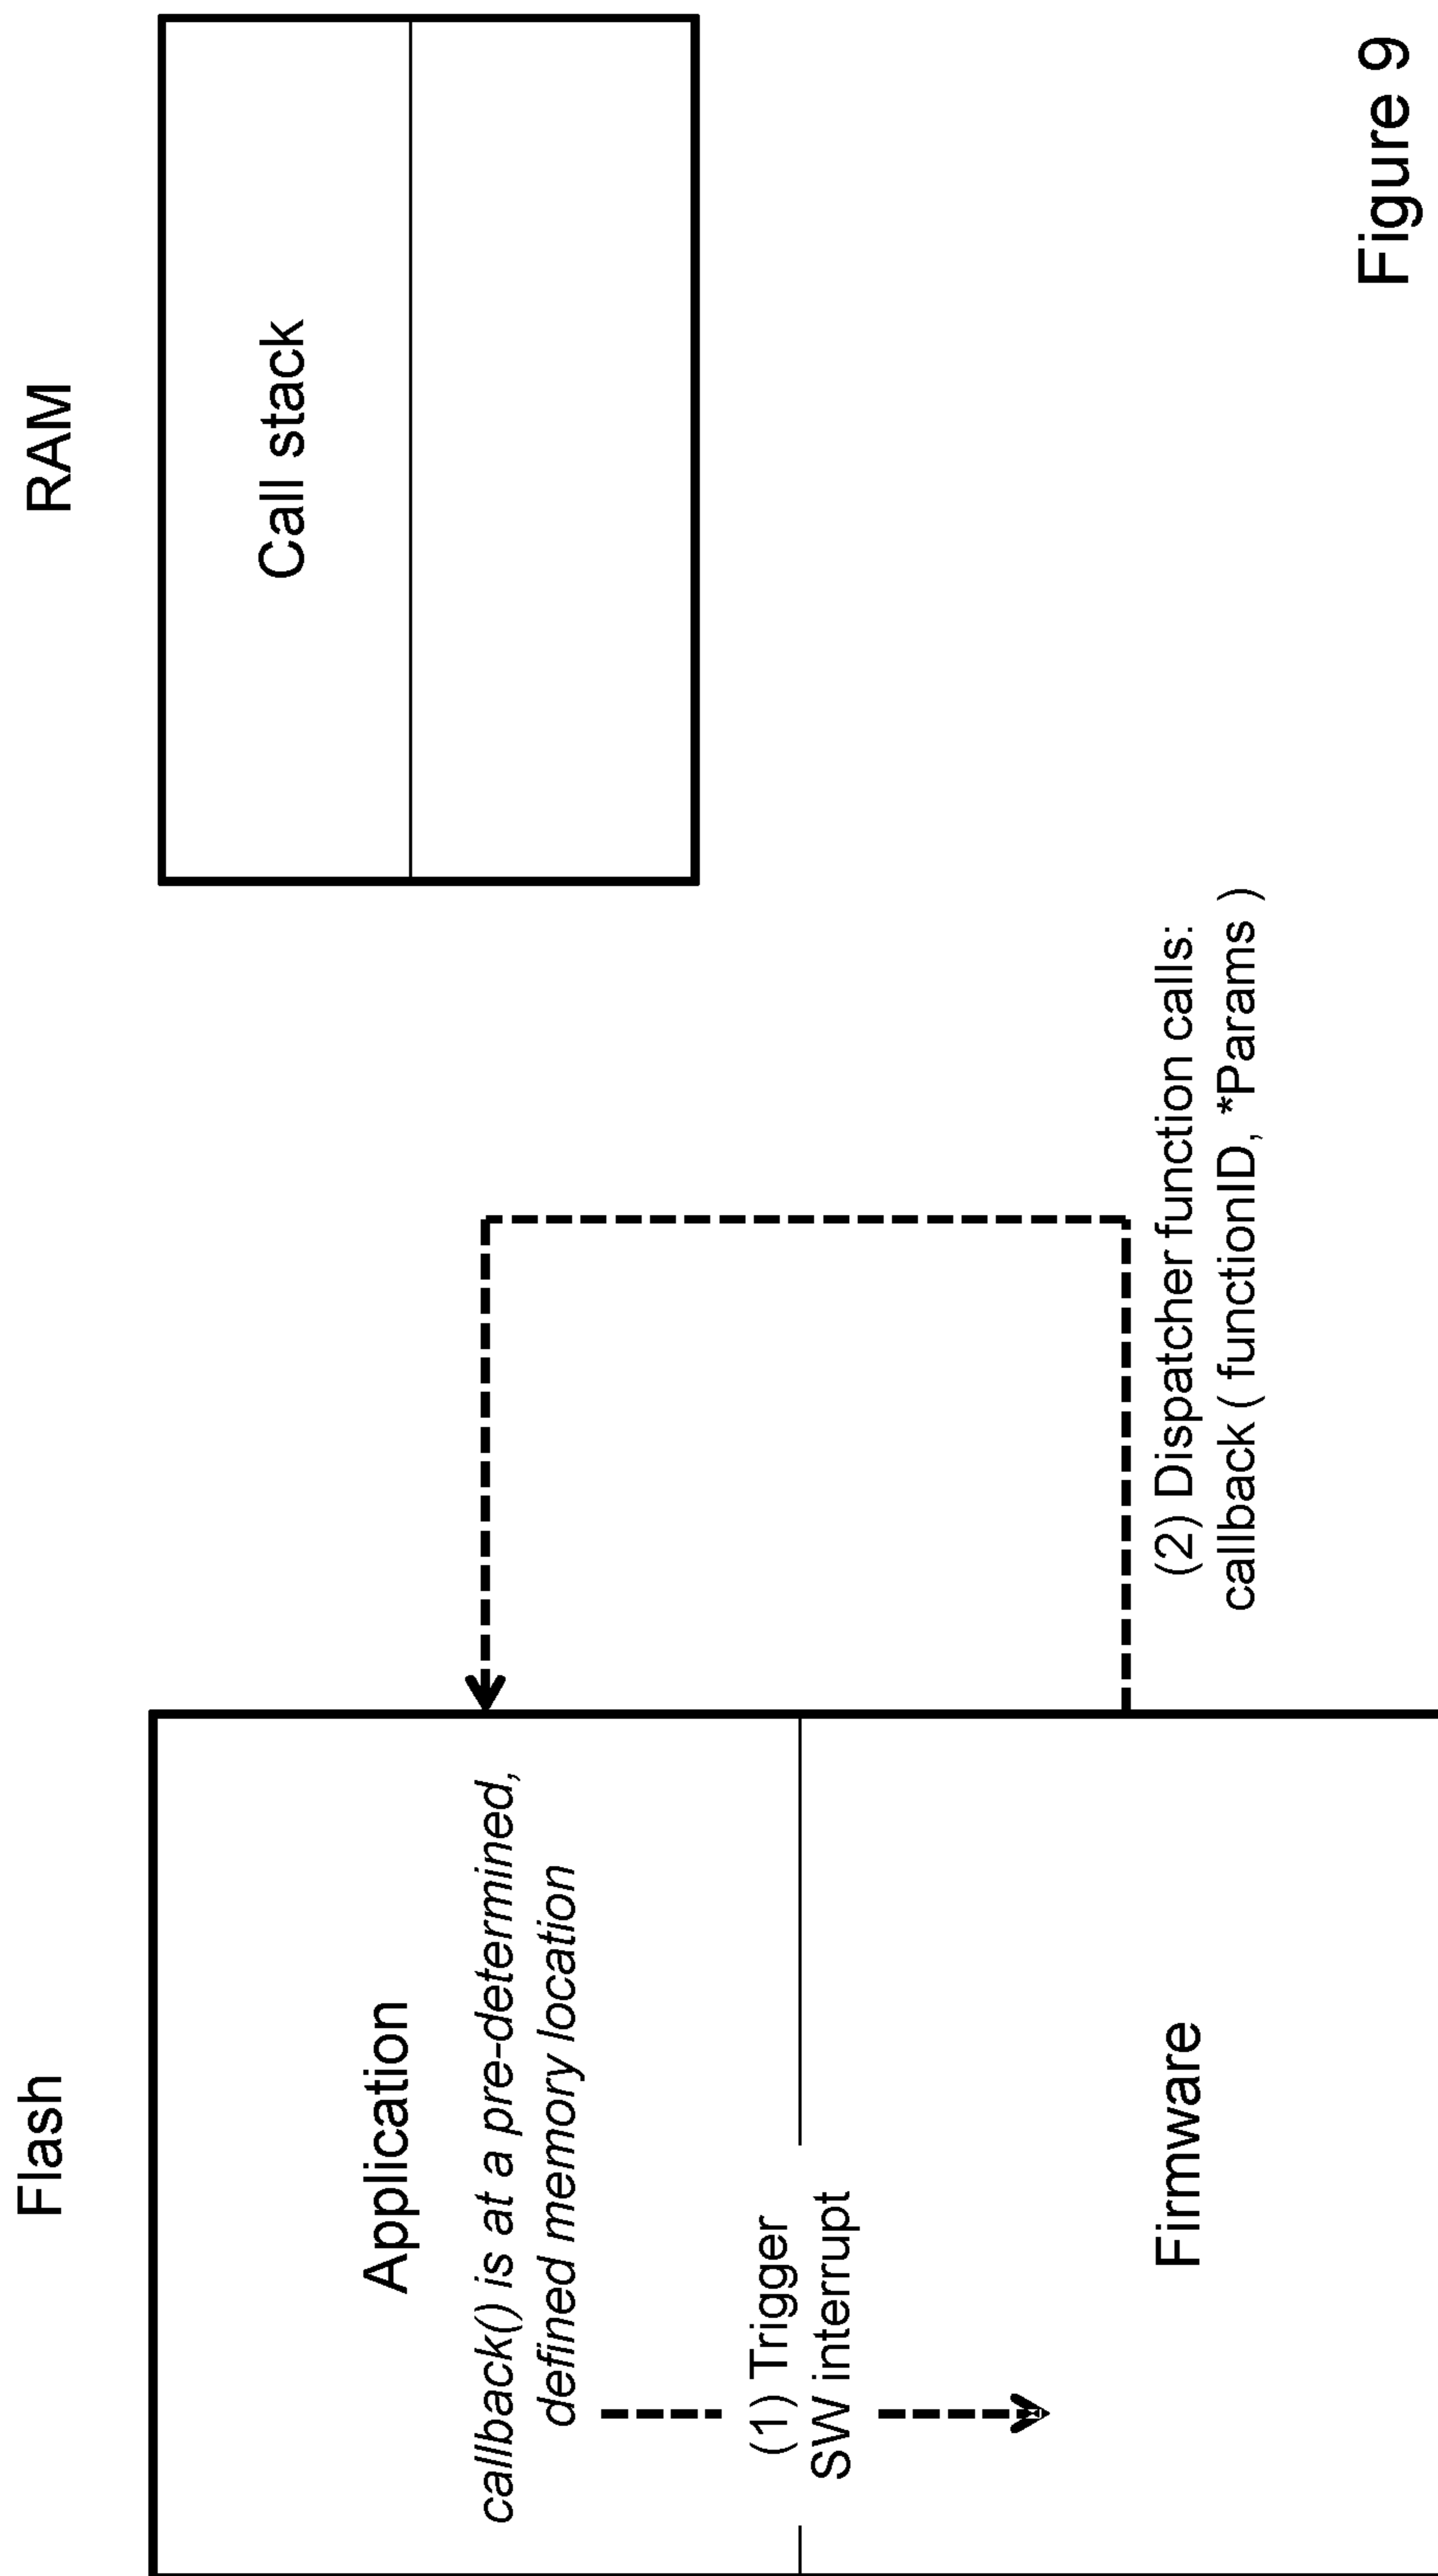 Flash
RAM
Application
callback() is at a pre-determined,
defined memory location
(1) Trigger
SW interrupt
Firmware
Call stack
(2) Dispatcher function calls:
callback ( functionID, *Params )
Figure 9